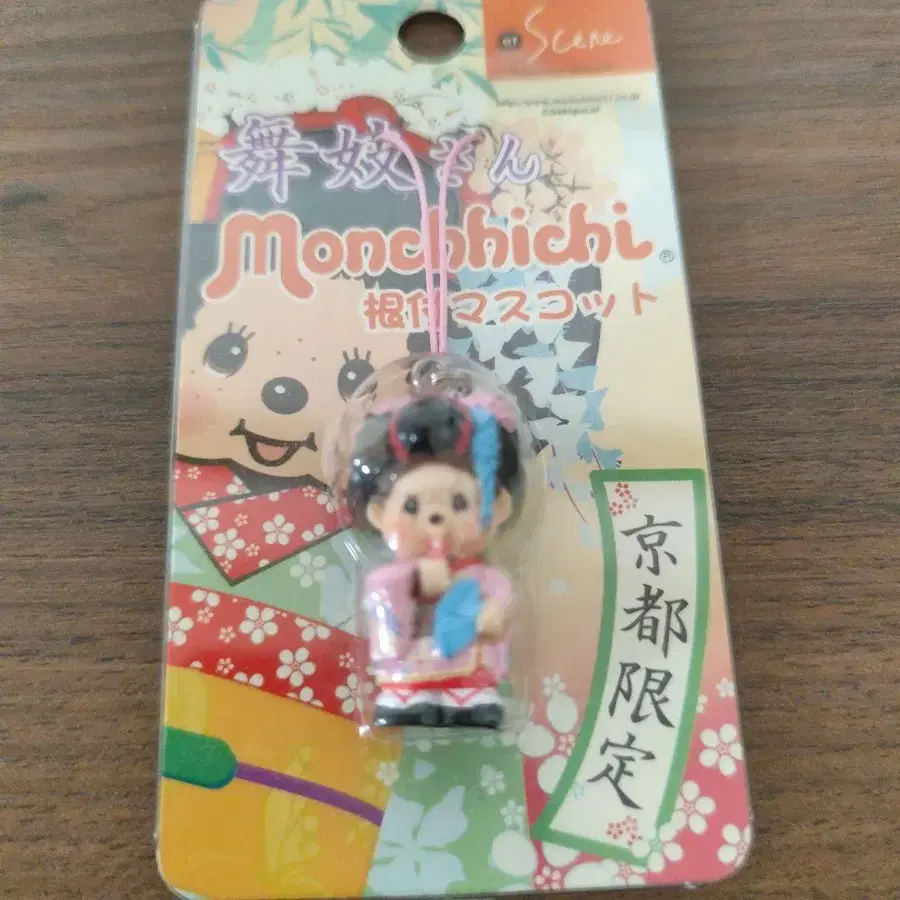 Scene
舞妓さん
Monchhichi®
根付マスコット
京都限定